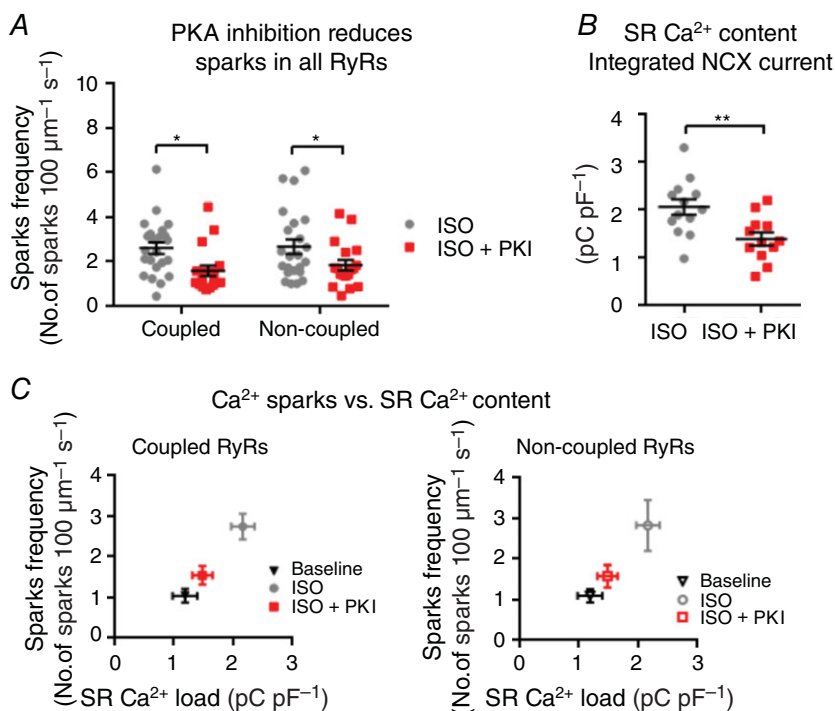 A
PKA inhibition reduces
sparks in all RyRs
Sparks frequency
(No.of sparks 100 µm⁻¹ s⁻¹)
10
8
6
4
2
0
*
*
Coupled
Non-coupled
ISO
ISO + PKI
B
SR Ca²⁺ content
Integrated NCX current
(pC pF⁻¹)
4
3
2
1
0
**
ISO
ISO + PKI
C
Ca²⁺ sparks vs. SR Ca²⁺ content
Coupled RyRs
Sparks frequency
(No.of sparks 100 µm⁻¹ s⁻¹)
4
3
2
1
0
0
1
2
3
SR Ca²⁺ load (pC pF⁻¹)
Baseline
ISO
ISO + PKI
Non-coupled RyRs
Sparks frequency
(No.of sparks 100 µm⁻¹ s⁻¹)
4
3
2
1
0
0
1
2
3
SR Ca²⁺ load (pC pF⁻¹)
Baseline
ISO
ISO + PKI